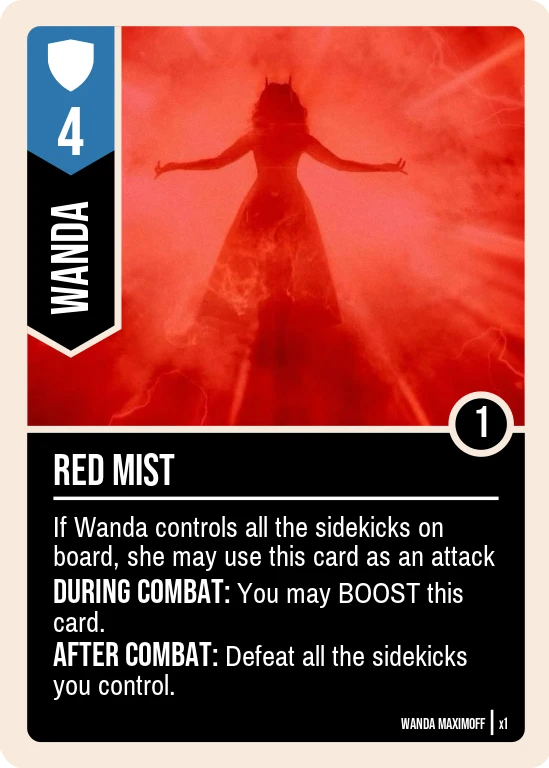 4
WANDA
1
RED MIST
If Wanda controls all the sidekicks on
board, she may use this card as an attack
DURING COMBAT: You may BOOST this
card.
AFTER COMBAT: Defeat all the sidekicks
you control.
WANDA MAXIMOFF x1